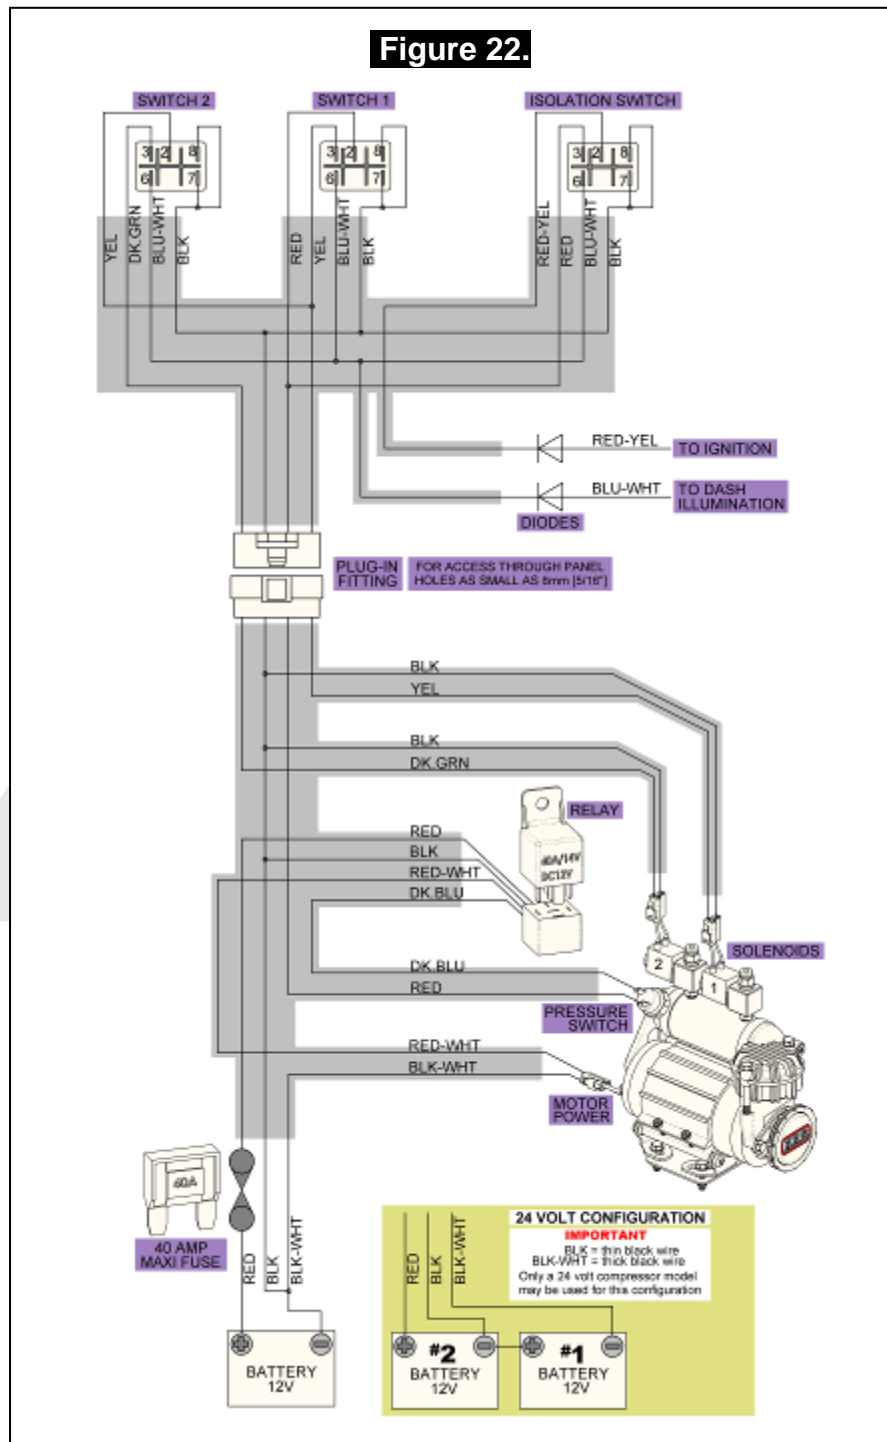 Figure 22.
SWITCH 2
SWITCH 1
ISOLATION SWITCH
3 2 8
6 7
3 2 8
6 7
3 2 8
6 7
YEL
DK.GRN
BLU-WHT
BLK
RED
YEL
BLU-WHT
BLK
RED-YEL
RED
BLU-WHT
BLK
RED-YEL
TO IGNITION
BLU-WHT
TO DASH
ILLUMINATION
DIODES
PLUG-IN
FITTING
FOR ACCESS THROUGH PANEL
HOLES AS SMALL AS 8mm [5/16"]
BLK
YEL
BLK
DK.GRN
RELAY
RED
BLK
RED-WHT
DK.BLU
40A/14V
DC12V
SOLENOIDS
2
1
DK.BLU
RED
PRESSURE
SWITCH
RED-WHT
BLK-WHT
MOTOR
POWER
40A
40 AMP
MAXI FUSE
RED
BLK
BLK-WHT
BATTERY
12V
24 VOLT CONFIGURATION
IMPORTANT
BLK = thin black wire
BLK-WHT = thick black wire
Only a 24 volt compressor model
may be used for this configuration
RED
BLK
BLK-WHT
#2
BATTERY
12V
#1
BATTERY
12V